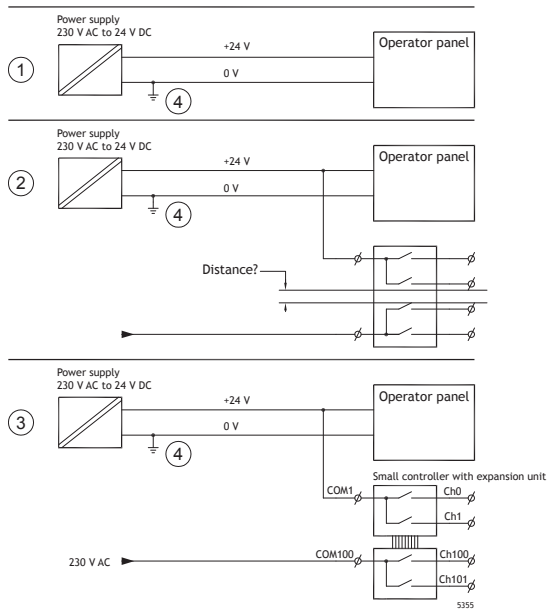 Power supply
230 V AC to 24 V DC
+24 V
0 V
Operator panel
1
4
Power supply
230 V AC to 24 V DC
+24 V
0 V
Operator panel
2
4
Distance?
Power supply
230 V AC to 24 V DC
+24 V
0 V
Operator panel
3
4
Small controller with expansion unit
COM1
Ch0
Ch1
230 V AC
COM100
Ch100
Ch101
5355